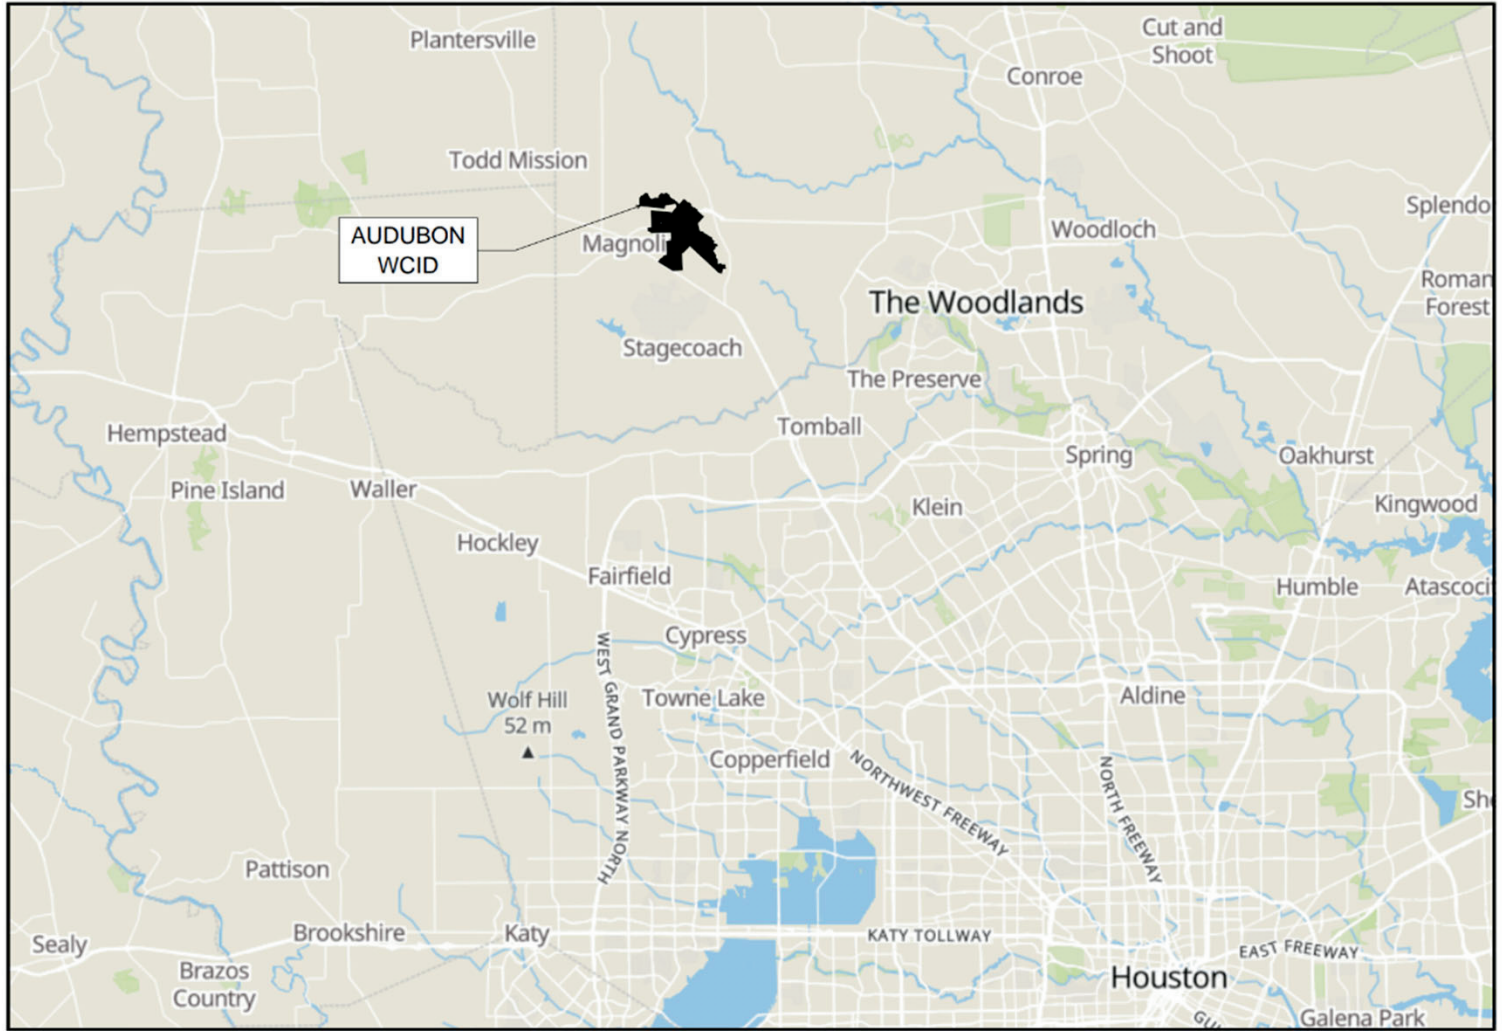 Plantersville
Cut and
Shoot
Conroe
Todd Mission
Splendo
AUDUBON
WCID
Magnoli
Woodloch
The Woodlands
Roman
Forest
Stagecoach
The Preserve
Tomball
Hempstead
Spring
Oakhurst
Pine Island
Waller
Klein
Kingwood
Hockley
Fairfield
Humble
Atascoci
Cypress
WEST GRAND PARKWAY NORTH
Wolf Hill
52 m
Towne Lake
Aldine
Copperfield
NORTHWEST FREEWAY
NORTH FREEWAY
She
Pattison
Sealy
Brookshire
Katy
KATY TOLLWAY
EAST FREEWAY
Brazos
Country
Houston
GUL
Galena Park